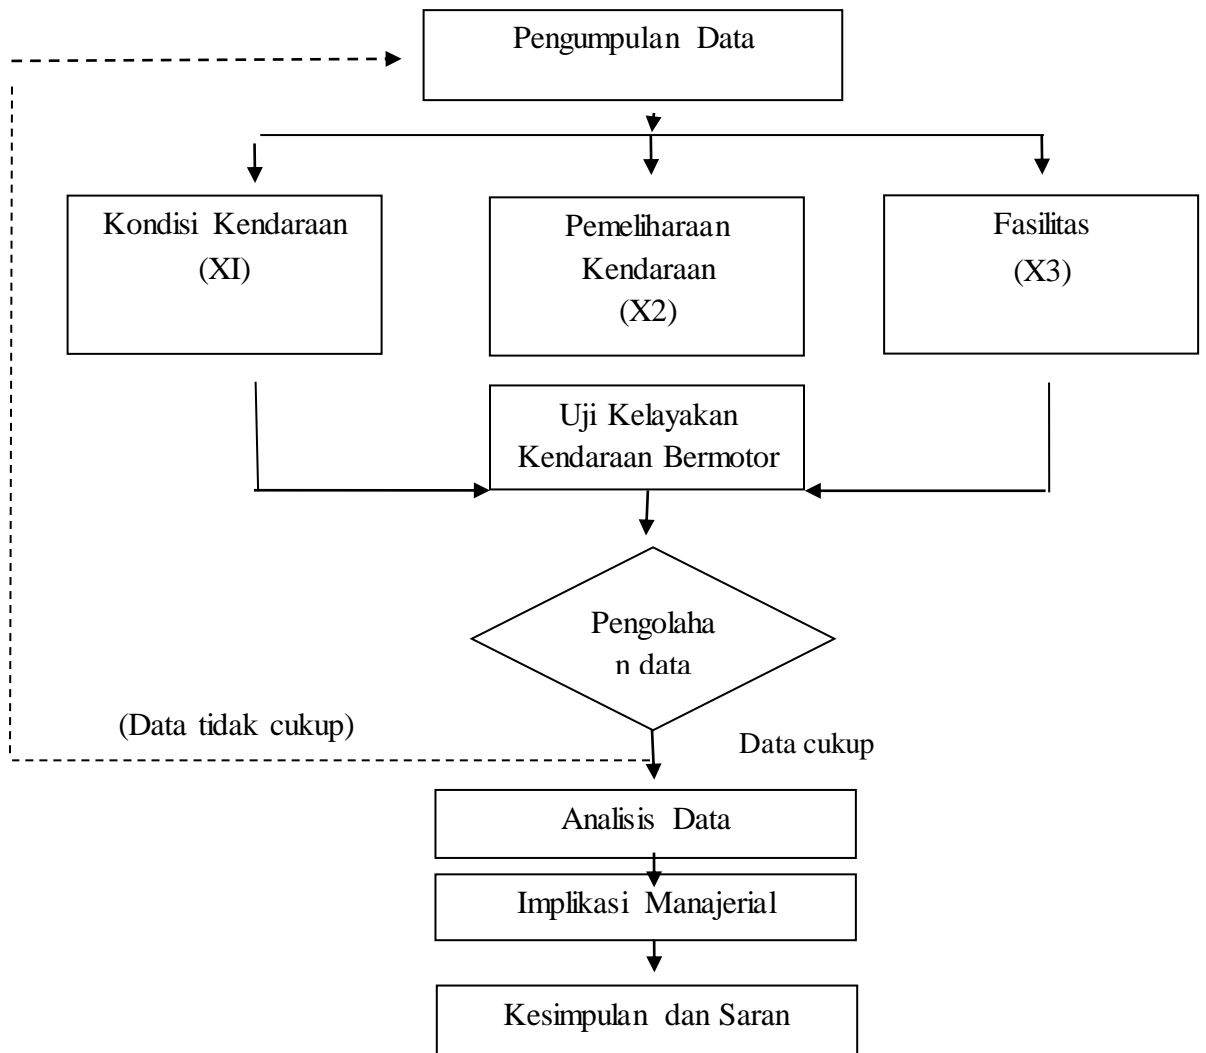 Pengumpulan Data
Kondisi Kendaraan
(XI)
Pemeliharaan
Kendaraan
(X2)
Fasilitas
(X3)
Uji Kelayakan
Kendaraan Bermotor
Pengolaha
n data
(Data tidak cukup)
Data cukup
Analisis Data
Implikasi Manajerial
Kesimpulan dan Saran